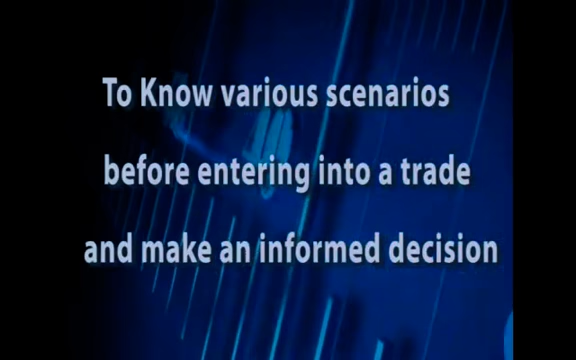 To Know various scenarios
before entering into a trade
and make an informed decision